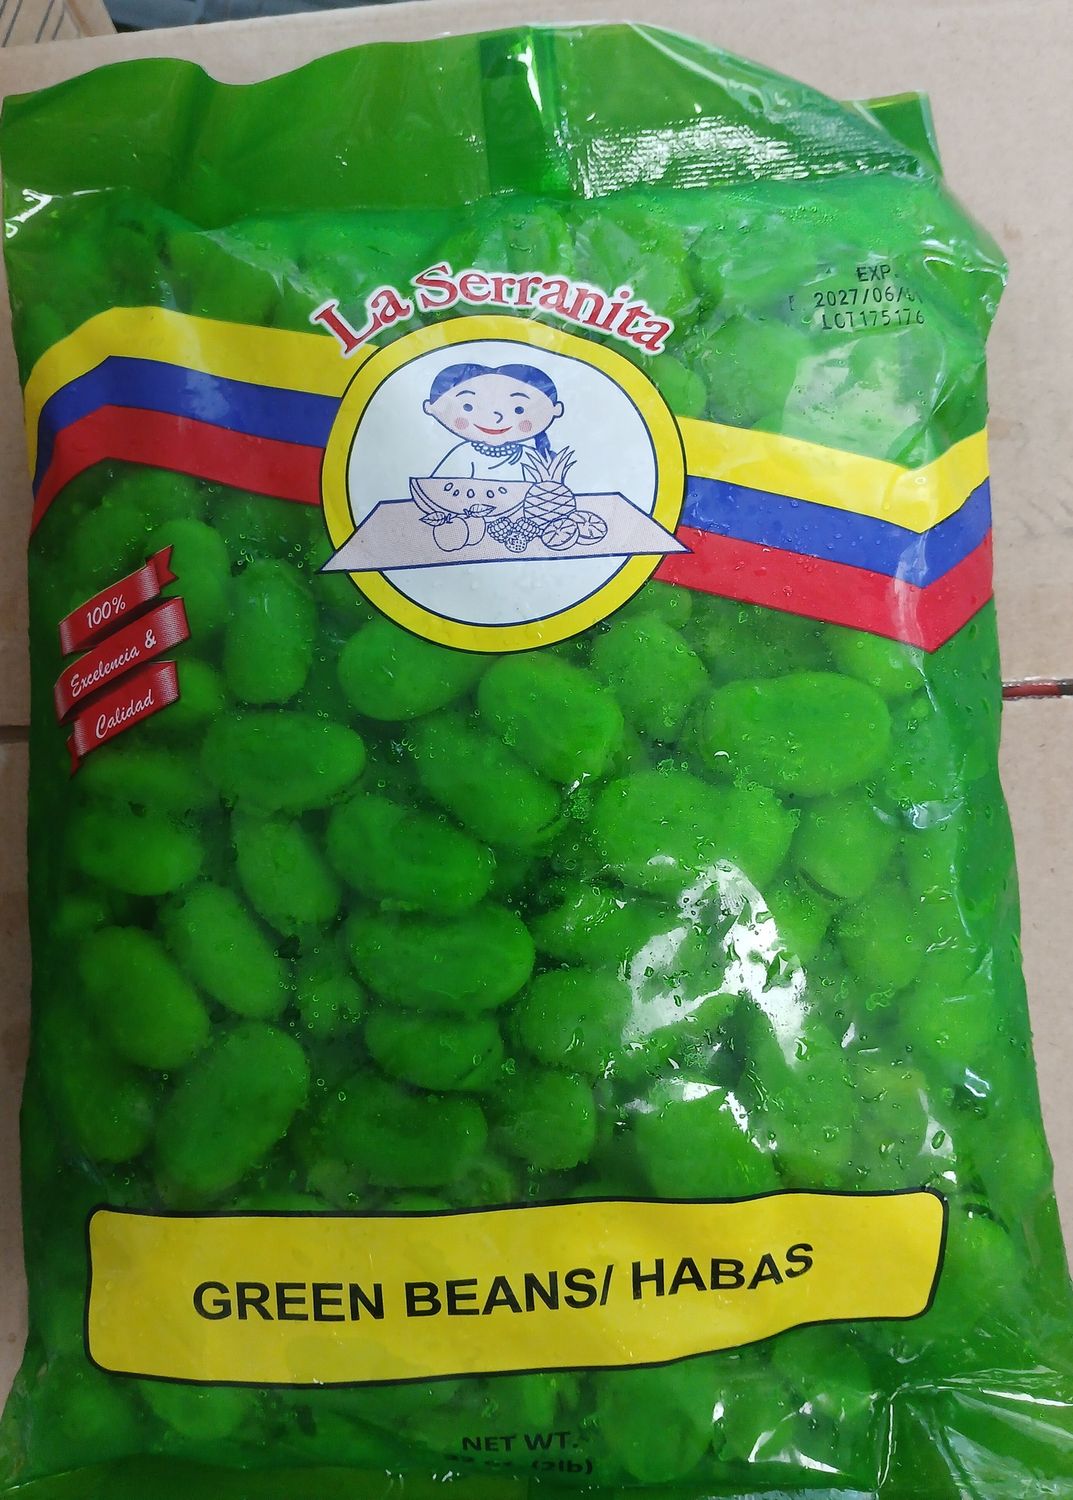 La Serranita
EXP.
2027/06/
LOT175176
100%
Excelencia &
Calidad
GREEN BEANS/ HABAS
NET WT.
(2lb)